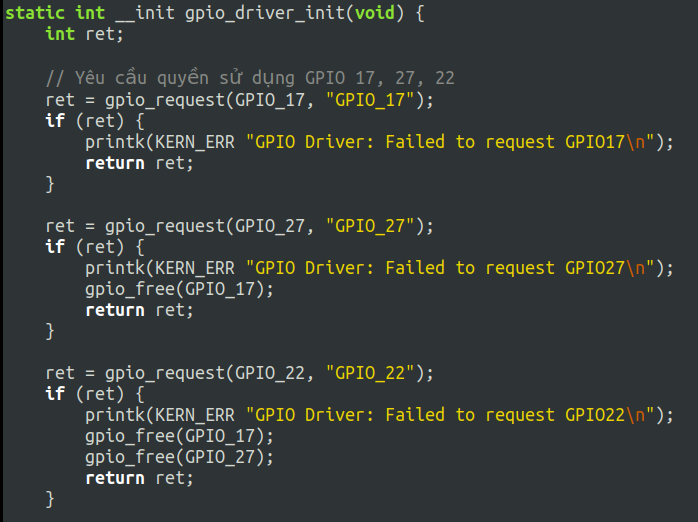 static int __init gpio_driver_init(void) {
    int ret;

    // Yêu cầu quyền sử dụng GPIO 17, 27, 22
    ret = gpio_request(GPIO_17, "GPIO_17");
    if (ret) {
        printk(KERN_ERR "GPIO Driver: Failed to request GPIO17\n");
        return ret;
    }

    ret = gpio_request(GPIO_27, "GPIO_27");
    if (ret) {
        printk(KERN_ERR "GPIO Driver: Failed to request GPIO27\n");
        gpio_free(GPIO_17);
        return ret;
    }

    ret = gpio_request(GPIO_22, "GPIO_22");
    if (ret) {
        printk(KERN_ERR "GPIO Driver: Failed to request GPIO22\n");
        gpio_free(GPIO_17);
        gpio_free(GPIO_27);
        return ret;
    }